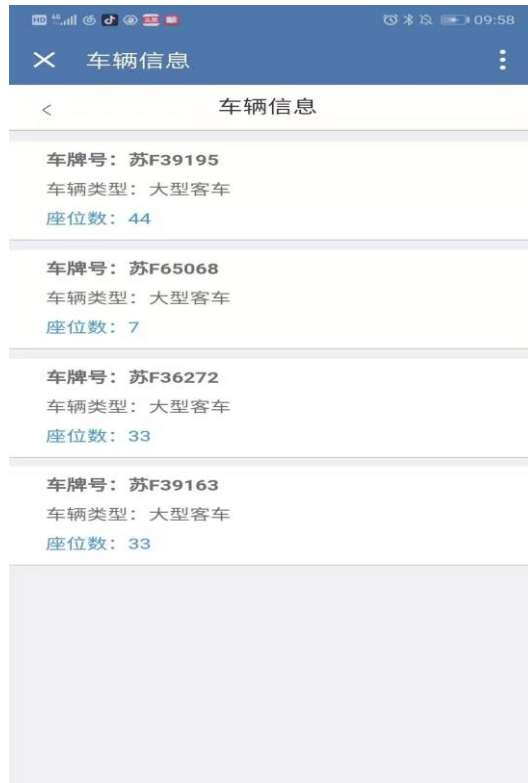 HD 46 09:58
车辆信息
< 车辆信息
车牌号：苏F39195
车辆类型：大型客车
座位数：44
车牌号：苏F65068
车辆类型：大型客车
座位数：7
车牌号：苏F36272
车辆类型：大型客车
座位数：33
车牌号：苏F39163
车辆类型：大型客车
座位数：33